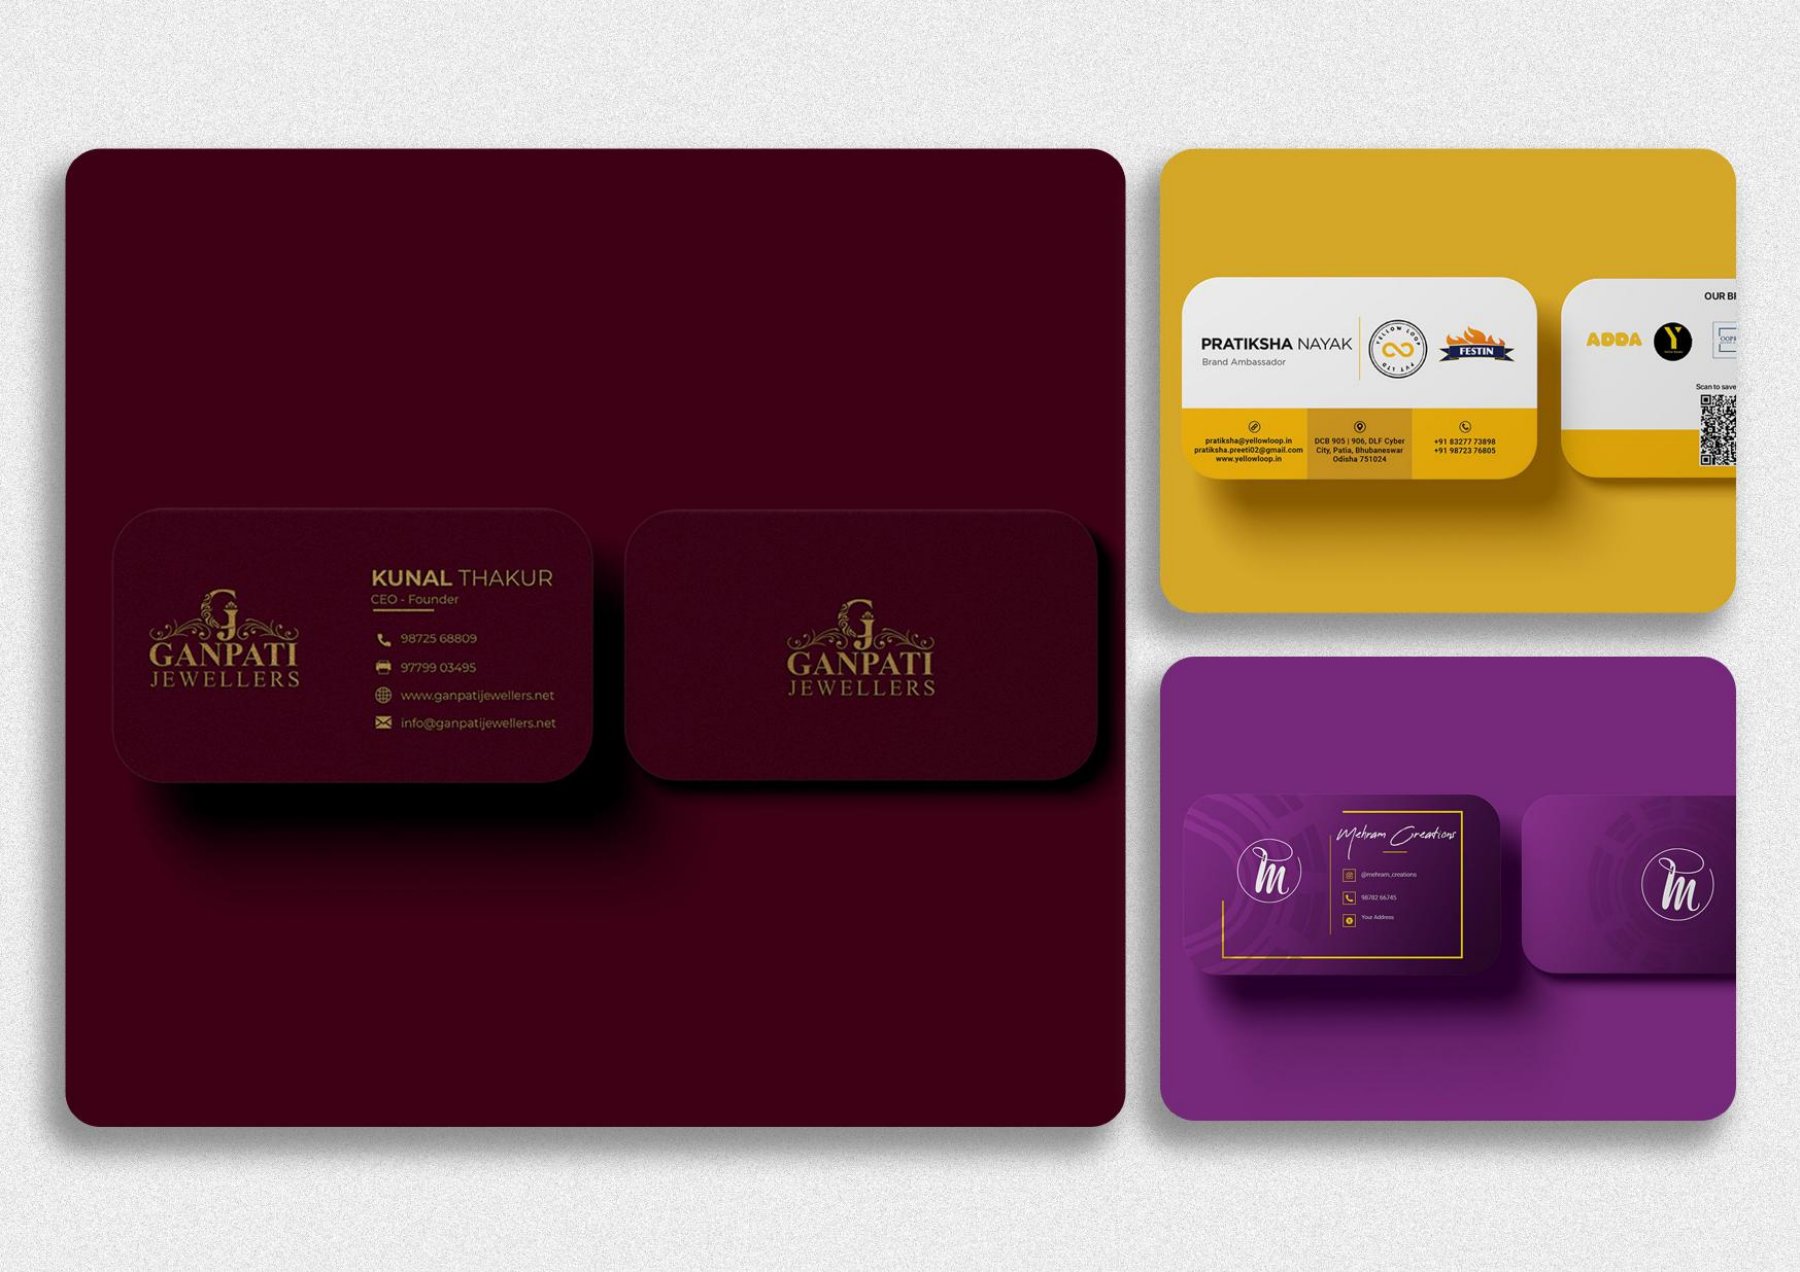 GANPATI
JEWELLERS
KUNAL THAKUR
CEO - Founder
98725 68809
97799 03495
www.ganpatijewellers.net
info@ganpatijewellers.net
GANPATI
JEWELLERS
PRATIKSHA NAYAK
Brand Ambassador
YELLOW LOOP
PVT LTD
FESTIN
pratiksha@yellowloop.in
pratiksha.preeti02@gmail.com
www.yellowloop.in
DCB 905 | 906, DLF Cyber
City, Patia, Bhubaneswar
Odisha 751024
+91 83277 73898
+91 98723 76805
OUR
ADDA
Y
Scan to save
m
Mehram Creations
@mehram_creations
98782 66745
Your Address
m